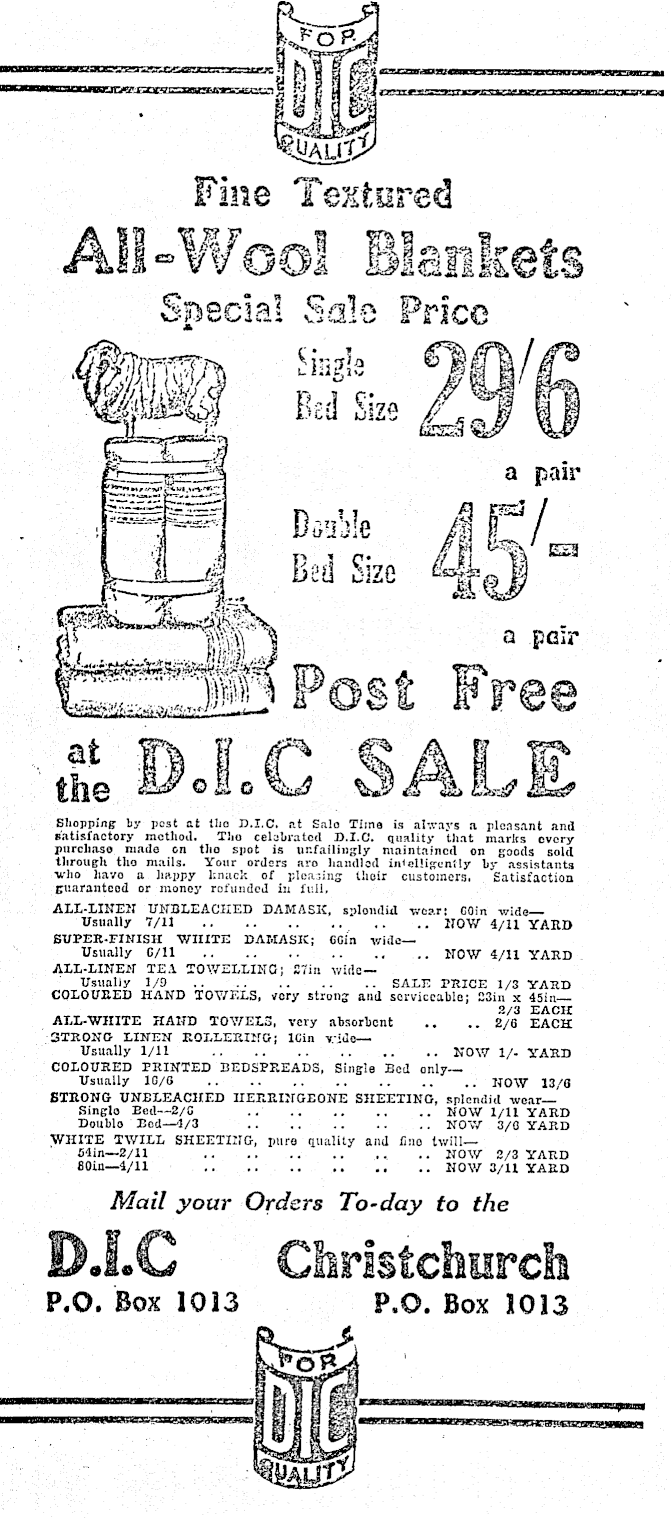 FOR
DIC
QUALITY
Fine Textured
All-Wool Blankets
Special Sale Price
Single
Bed Size 29/6
a pair
Double
Bed Size 45/-
a pair
Post Free
at
the D.I.C SALE
Shopping by post at the D.I.C. at Sale Time is always a pleasant and
satisfactory method. The celebrated D.I.C. quality that marks every
purchase made on the spot is unfailingly maintained on goods sold
through the mails. Your orders are handled intelligently by assistants
who have a happy knack of pleasing their customers. Satisfaction
guaranteed or money refunded in full.
ALL-LINEN UNBLEACHED DAMASK, splendid wear; 60in wide—
Usually 7/11 .. .. .. .. .. .. NOW 4/11 YARD
SUPER-FINISH WHITE DAMASK; 66in wide—
Usually 6/11 .. .. .. .. .. .. NOW 4/11 YARD
ALL-LINEN TEA TOWELLING; 27in wide—
Usually 1/9 .. .. .. .. .. SALE PRICE 1/3 YARD
COLOURED HAND TOWELS, very strong and serviceable; 23in x 45in—
2/3 EACH
ALL-WHITE HAND TOWELS, very absorbent .. .. 2/6 EACH
STRONG LINEN ROLLERING; 16in wide—
Usually 1/11 .. .. .. .. .. .. NOW 1/- YARD
COLOURED PRINTED BEDSPREADS, Single Bed only—
Usually 16/6 .. .. .. .. .. .. .. NOW 13/6
STRONG UNBLEACHED HERRINGBONE SHEETING, splendid wear—
Single Bed—2/6 .. .. .. .. .. NOW 1/11 YARD
Double Bed—4/3 .. .. .. .. .. NOW 3/6 YARD
WHITE TWILL SHEETING, pure quality and fine twill—
54in—2/11 .. .. .. .. .. .. NOW 2/3 YARD
80in—4/11 .. .. .. .. .. .. NOW 3/11 YARD
Mail your Orders To-day to the
D.I.C Christchurch
P.O. Box 1013 P.O. Box 1013
FOR
DIC
QUALITY